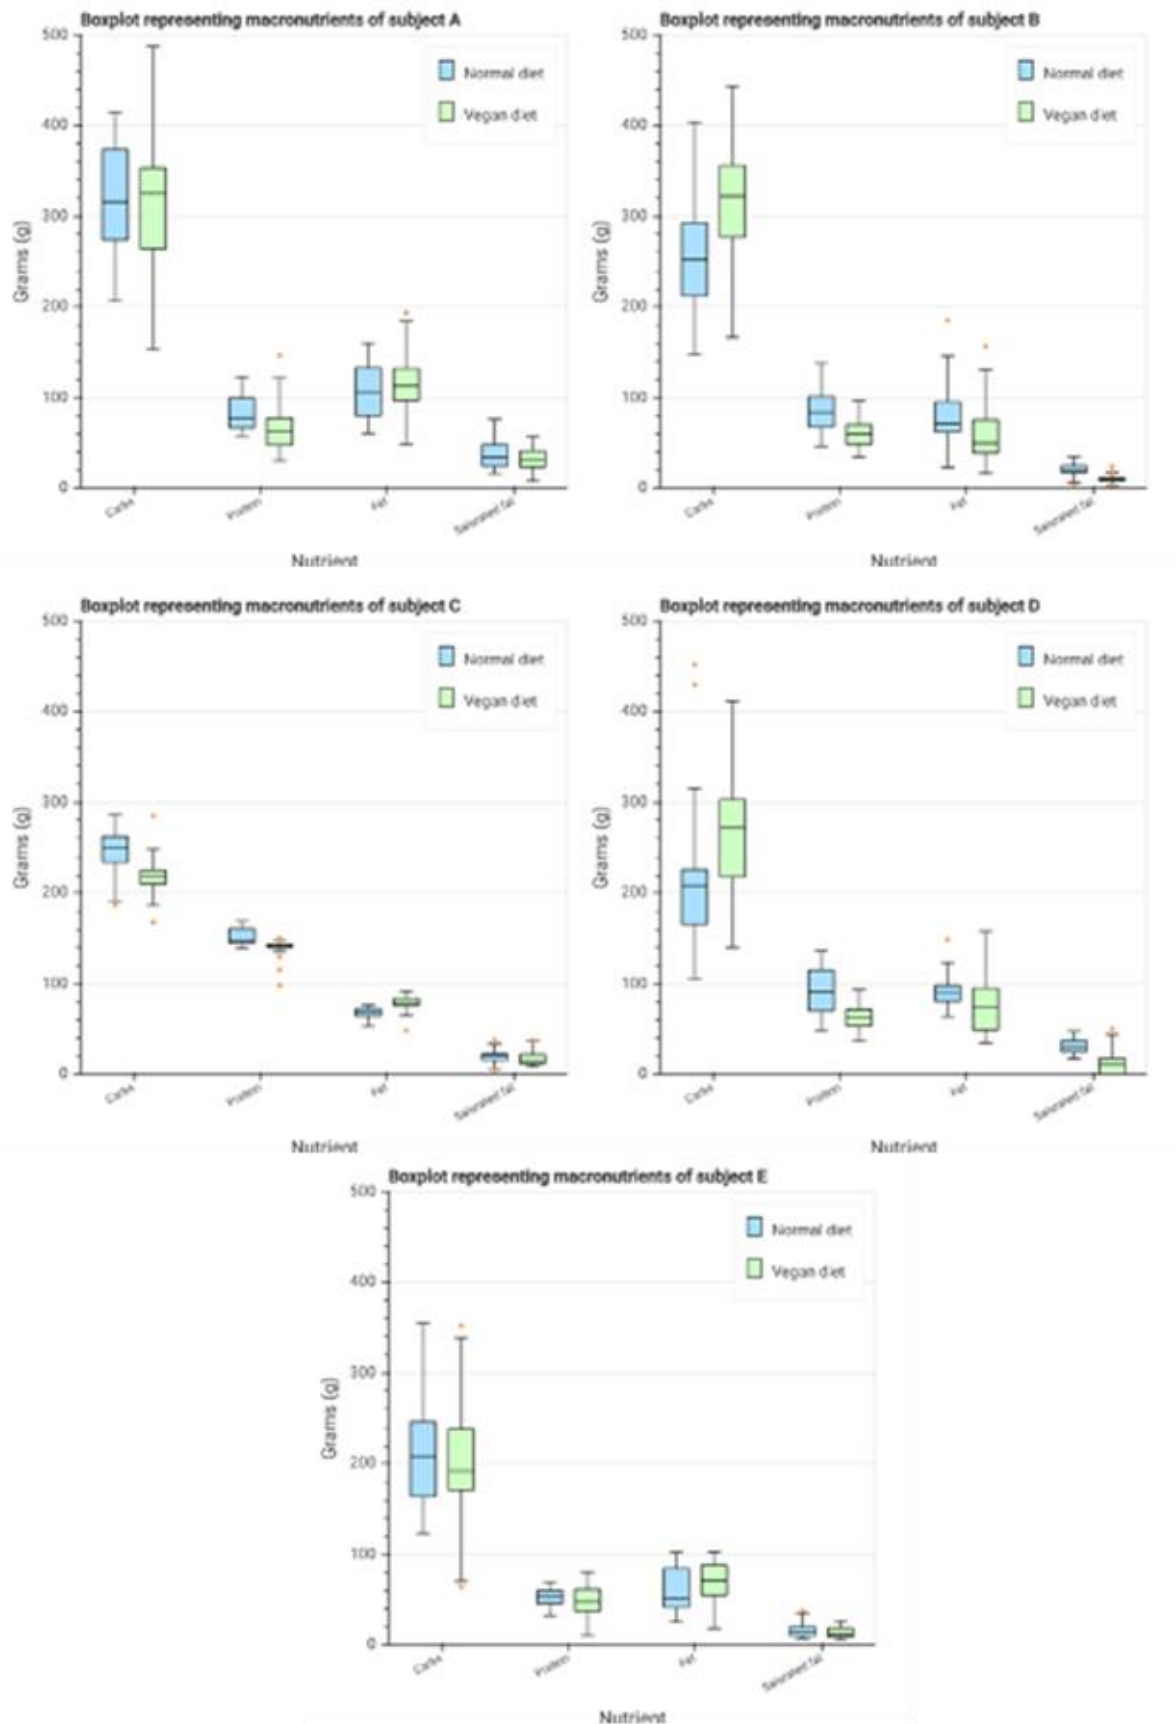 Boxplot representing macronutrients of subject A
500
400
300
200
100
0
Grams (g)
Normal diet
Vegan diet
Carbs
Protein
Fat
Saturated fat
Nutrient
Boxplot representing macronutrients of subject B
500
400
300
200
100
0
Grams (g)
Normal diet
Vegan diet
Carbs
Protein
Fat
Saturated fat
Nutrient
Boxplot representing macronutrients of subject C
500
400
300
200
100
0
Grams (g)
Normal diet
Vegan diet
Carbs
Protein
Fat
Saturated fat
Nutrient
Boxplot representing macronutrients of subject D
500
400
300
200
100
0
Grams (g)
Normal diet
Vegan diet
Carbs
Protein
Fat
Saturated fat
Nutrient
Boxplot representing macronutrients of subject E
500
400
300
200
100
0
Grams (g)
Normal diet
Vegan diet
Carbs
Protein
Fat
Saturated fat
Nutrient